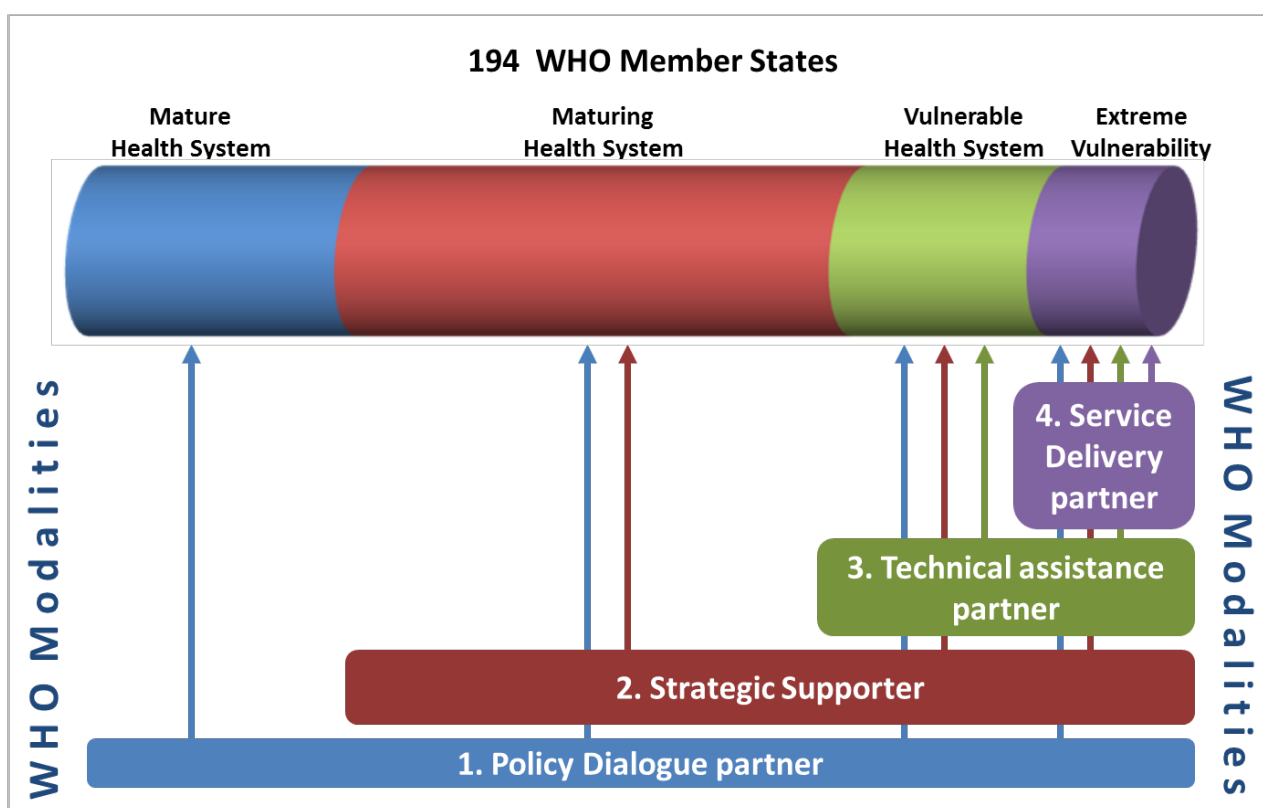 194 WHO Member States
Mature
Health System
Maturing
Health System
Vulnerable
Health System
Extreme
Vulnerability
WHO Modalities
WHO Modalities
4. Service
Delivery
partner
3. Technical assistance
partner
2. Strategic Supporter
1. Policy Dialogue partner